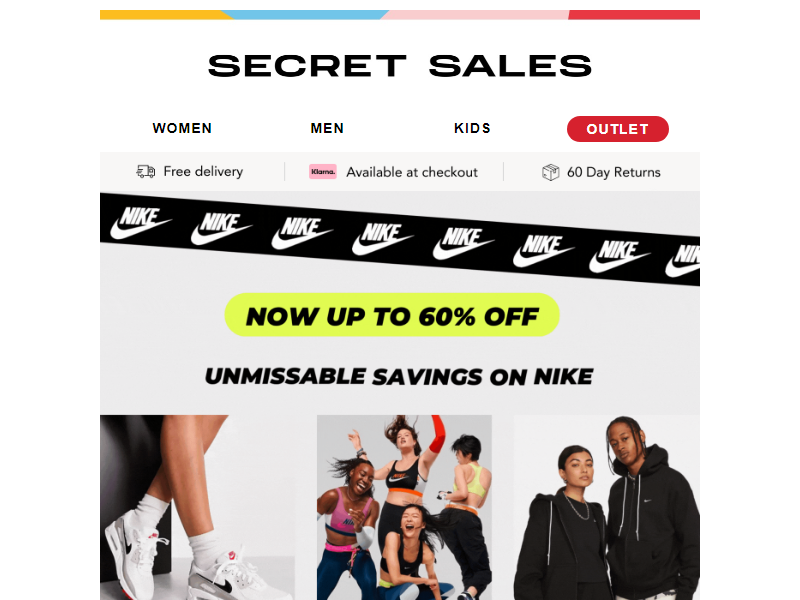 SECRET SALES
WOMEN MEN KIDS OUTLET
Free delivery Klarna. Available at checkout 60 Day Returns
NIKE NIKE NIKE NIKE NIKE NIKE NIKE NIK
NOW UP TO 60% OFF
UNMISSABLE SAVINGS ON NIKE